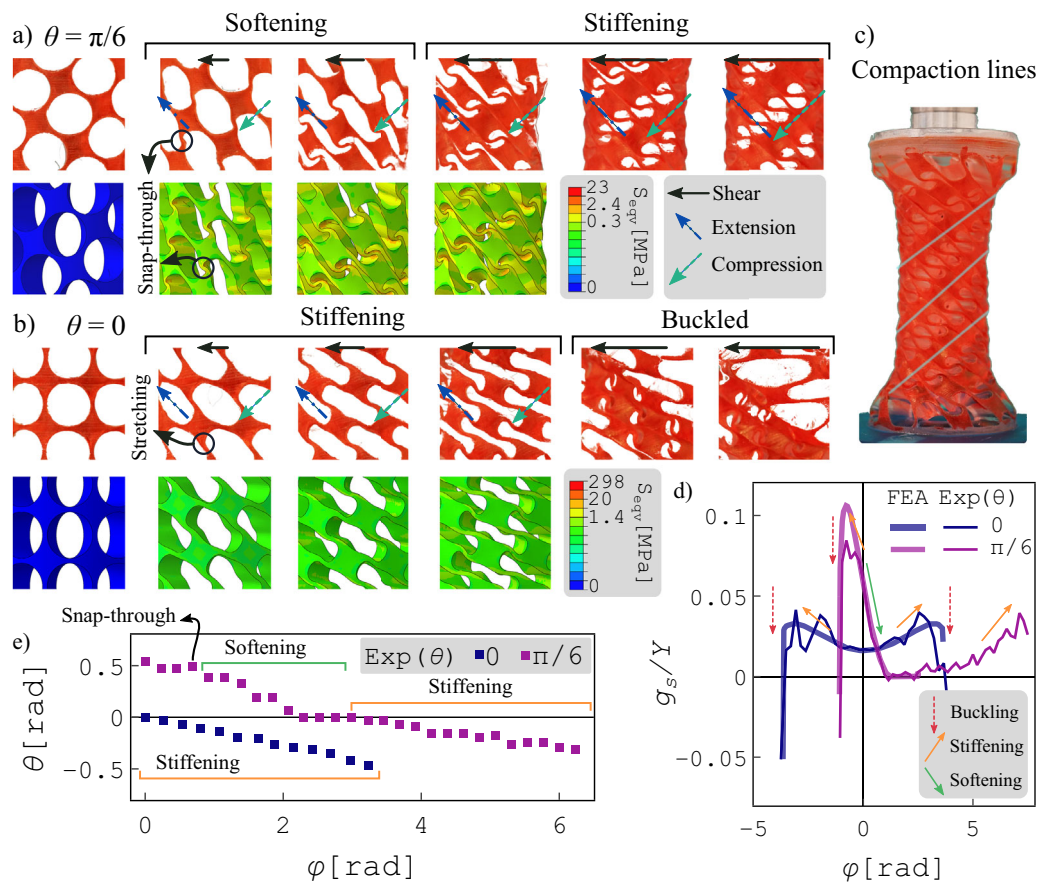 a) θ = π/6
Softening
Stiffening
c)
Compaction lines
Snap-through
23
2.4
0.3
0
S_eqv [MPa]
Shear
Extension
Compression
b) θ = 0
Stiffening
Buckled
Stretching
298
20
1.4
0
S_eqv [MPa]
d)
FEA Exp(θ)
0
π/6
0.1
0.05
0
-0.05
g_s/Y
Buckling
Stiffening
Softening
-5 0 5
φ[rad]
e)
Snap-through
Softening
Exp(θ) 0 π/6
Stiffening
Stiffening
0.5
0
-0.5
θ[rad]
0 2 4 6
φ[rad]